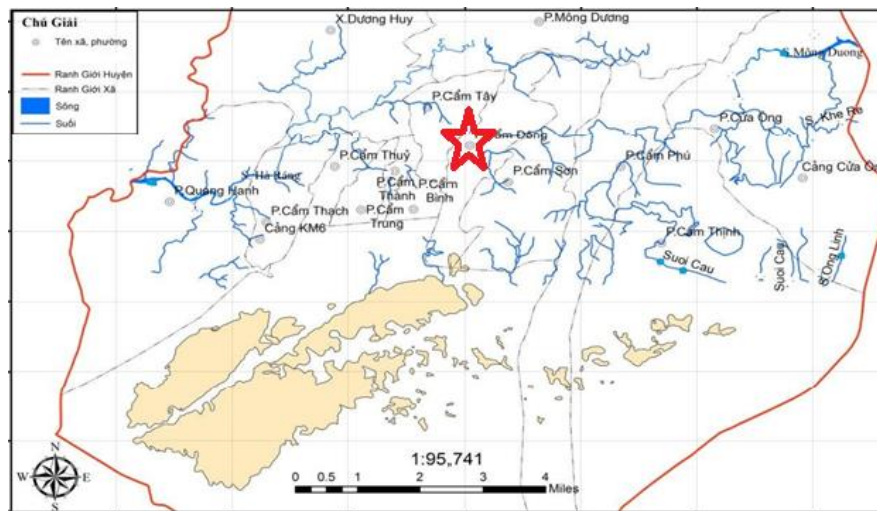 Chú Giải
Tên xã, phường
Ranh Giới Huyện
Ranh Giới Xã
Sông
Suối
X.Dương Huy
P.Mông Dương
S.Mông Duong
P.Cẩm Tây
P.Cửa Ông
S. Khe Re
Đông
P.Cẩm Thuỷ
P.Cẩm Sơn
P.Cẩm Phú
Cảng Cửa
S. Hà Ráng
P.Quang Hanh
P.Cẩm
Thành
P.Cẩm
Bình
P.Cẩm Thạch
P.Cẩm
Trung
Cảng KM6
P.Cẩm Thịnh
Suoi Cau
Suoi Cau
S Ong Linh
N
W
E
S
1:95,741
0 0.5 1 2 3 4
Miles